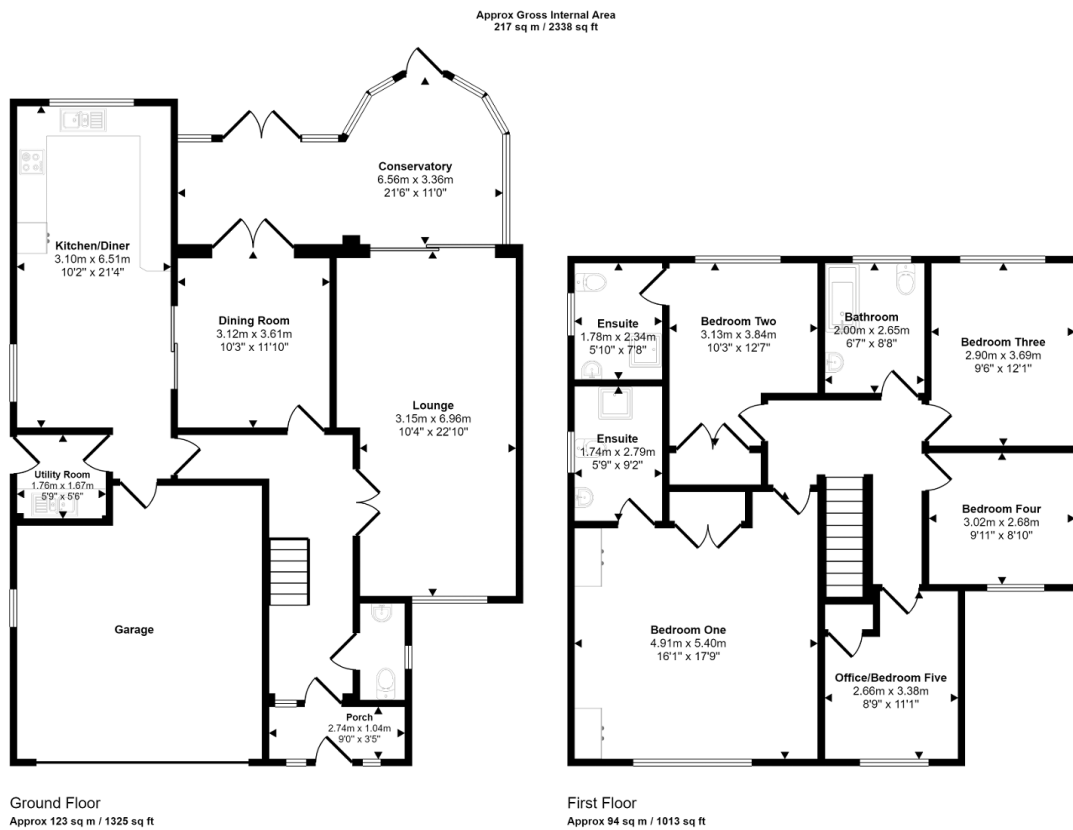 Approx Gross Internal Area
217 sq m / 2338 sq ft
Conservatory
6.56m x 3.36m
21'6" x 11'0"
Kitchen/Diner
3.10m x 6.51m
10'2" x 21'4"
Dining Room
3.12m x 3.61m
10'3" x 11'10"
Lounge
3.15m x 6.96m
10'4" x 22'10"
Utility Room
1.76m x 1.67m
5'9" x 5'6"
Garage
Porch
2.74m x 1.04m
9'0" x 3'5"
Ground Floor
Approx 123 sq m / 1325 sq ft
Ensuite
1.78m x 2.34m
5'10" x 7'8"
Bedroom Two
3.13m x 3.84m
10'3" x 12'7"
Bathroom
2.00m x 2.65m
6'7" x 8'8"
Bedroom Three
2.90m x 3.69m
9'6" x 12'1"
Ensuite
1.74m x 2.79m
5'9" x 9'2"
Bedroom Four
3.02m x 2.68m
9'11" x 8'10"
Bedroom One
4.91m x 5.40m
16'1" x 17'9"
Office/Bedroom Five
2.66m x 3.38m
8'9" x 11'1"
First Floor
Approx 94 sq m / 1013 sq ft